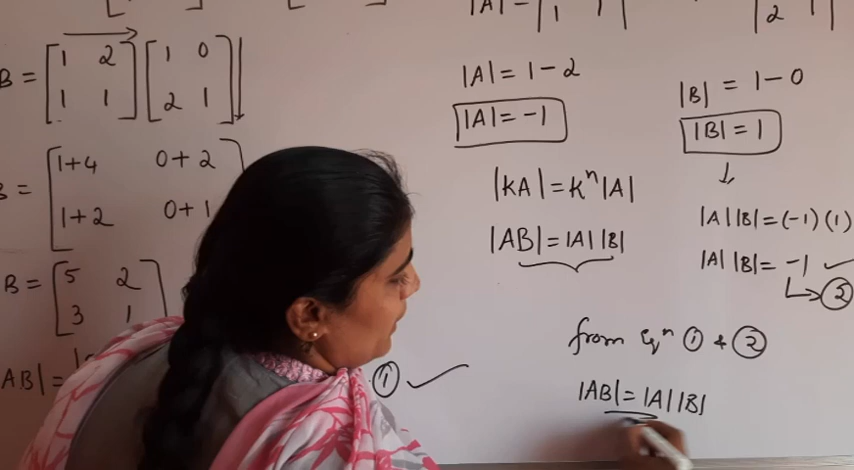 B = [1 2 1 1] [1 0 2 1]
= [1+4 0+2 1+2 0+1]
B = [5 2 3 1]
AB| =
① ✓
|A| = | 1
|A| = 1 - 2
|A| = -1
|kA| = kⁿ|A|
|AB| = |A| |B|
2
|B| = 1 - 0
|B| = 1
↓
|A| |B| = (-1) (1)
|A| |B| = -1 ✓
↳ ②
from Eqⁿ ① & ②
|AB| = |A| |B|